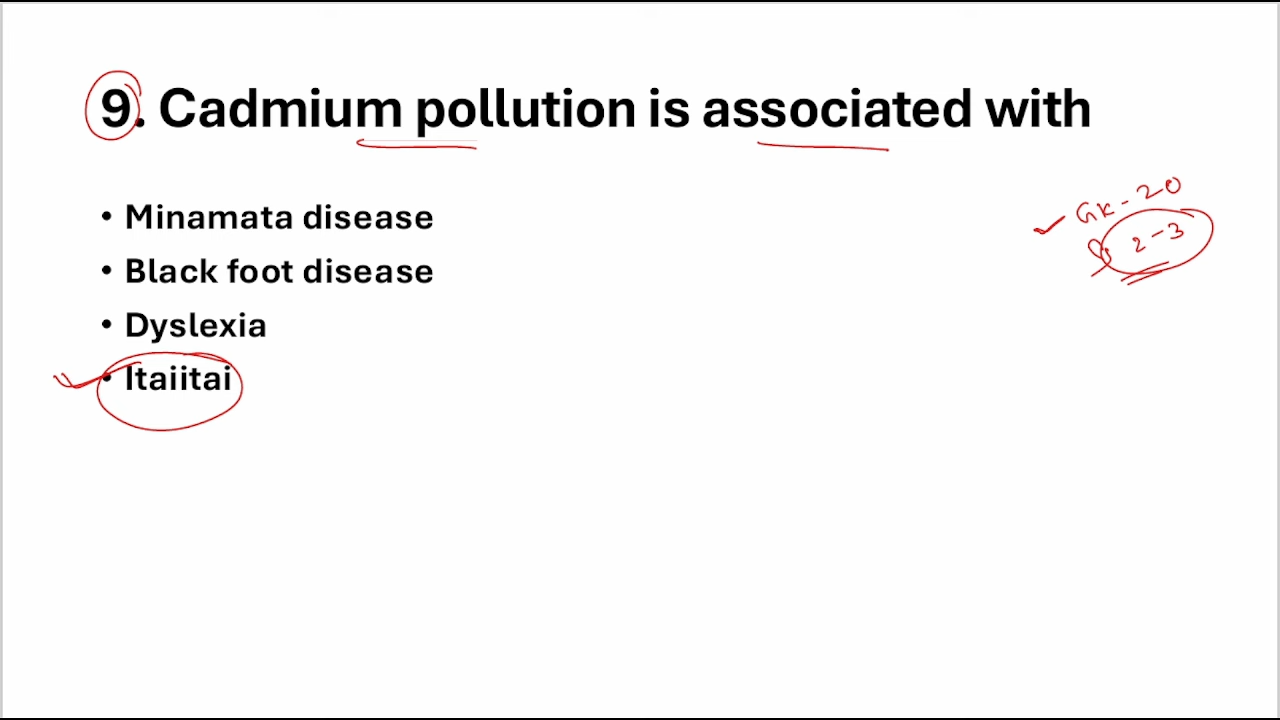 9. Cadmium pollution is associated with
• Minamata disease
• Black foot disease
• Dyslexia
• Itaiitai
GK - 20
2-3